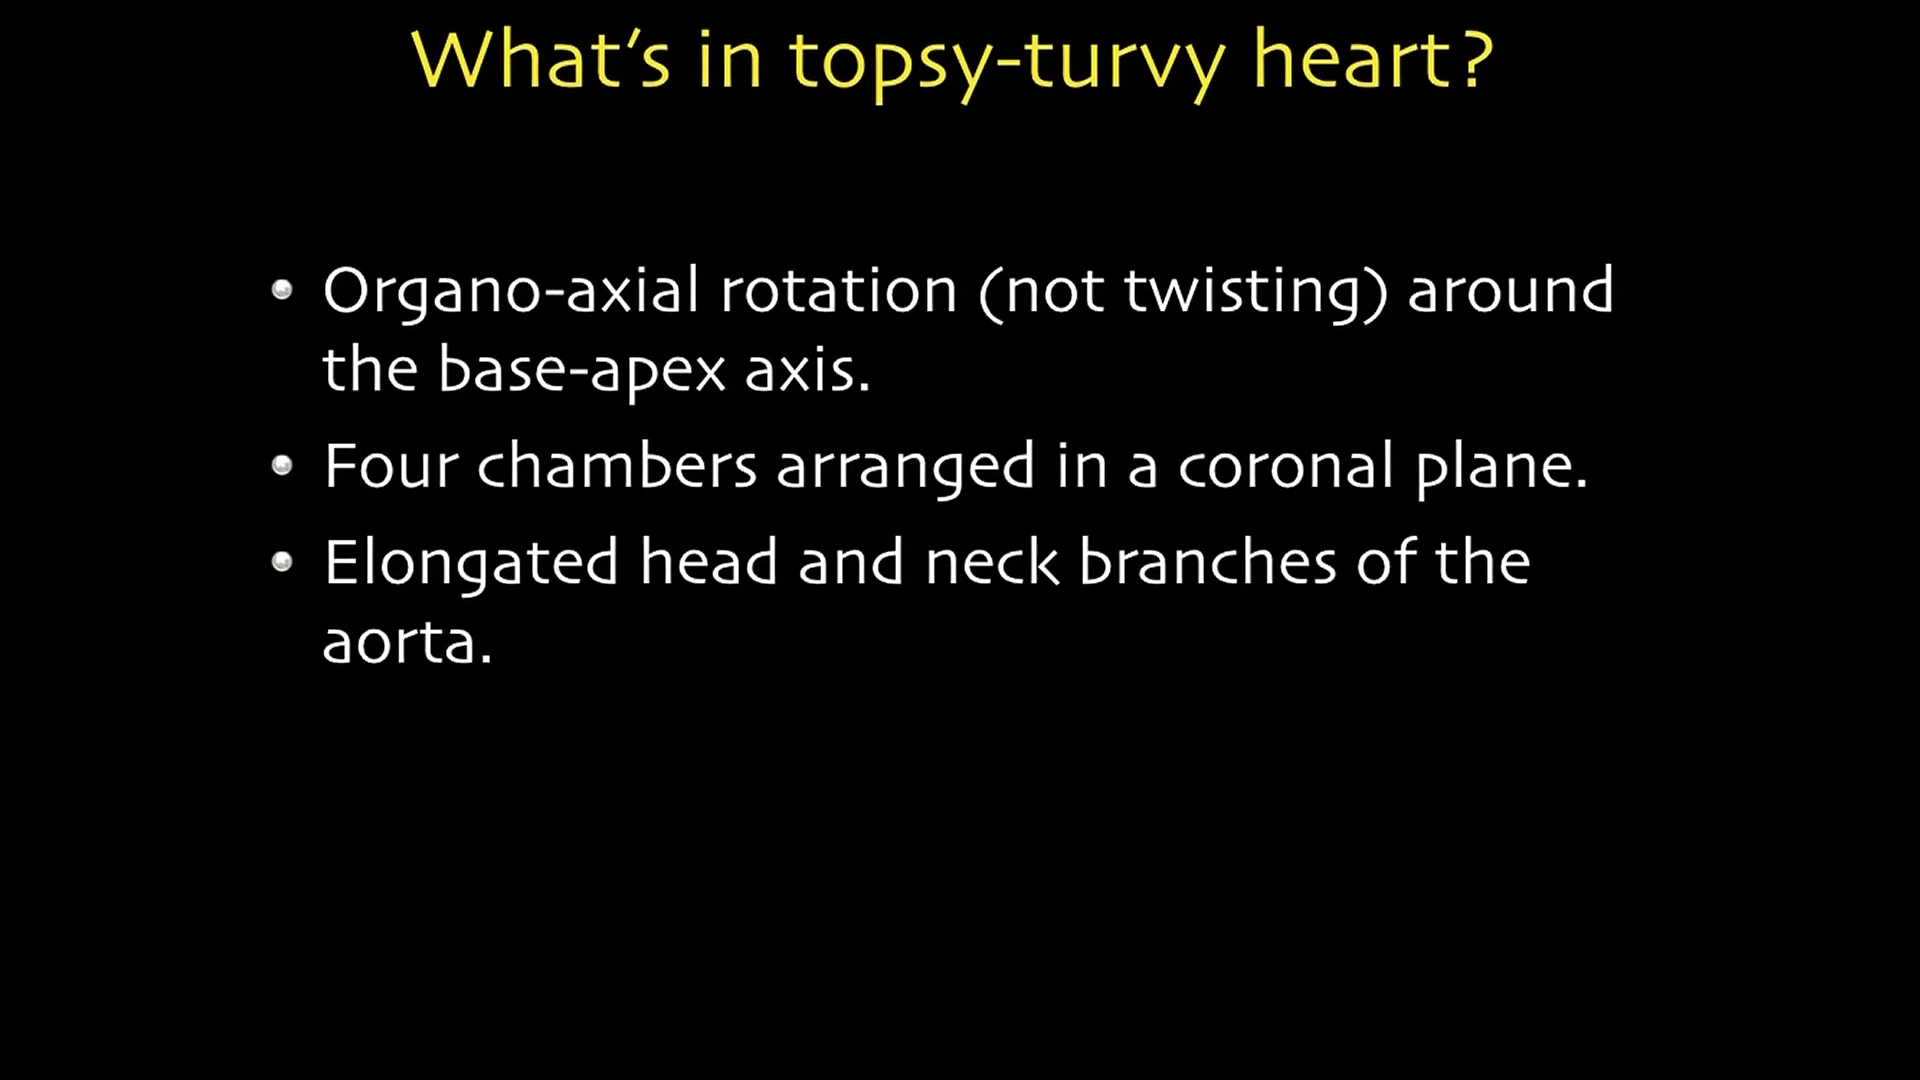 What's in topsy-turvy heart?
• Organo-axial rotation (not twisting) around
the base-apex axis.
• Four chambers arranged in a coronal plane.
• Elongated head and neck branches of the
aorta.